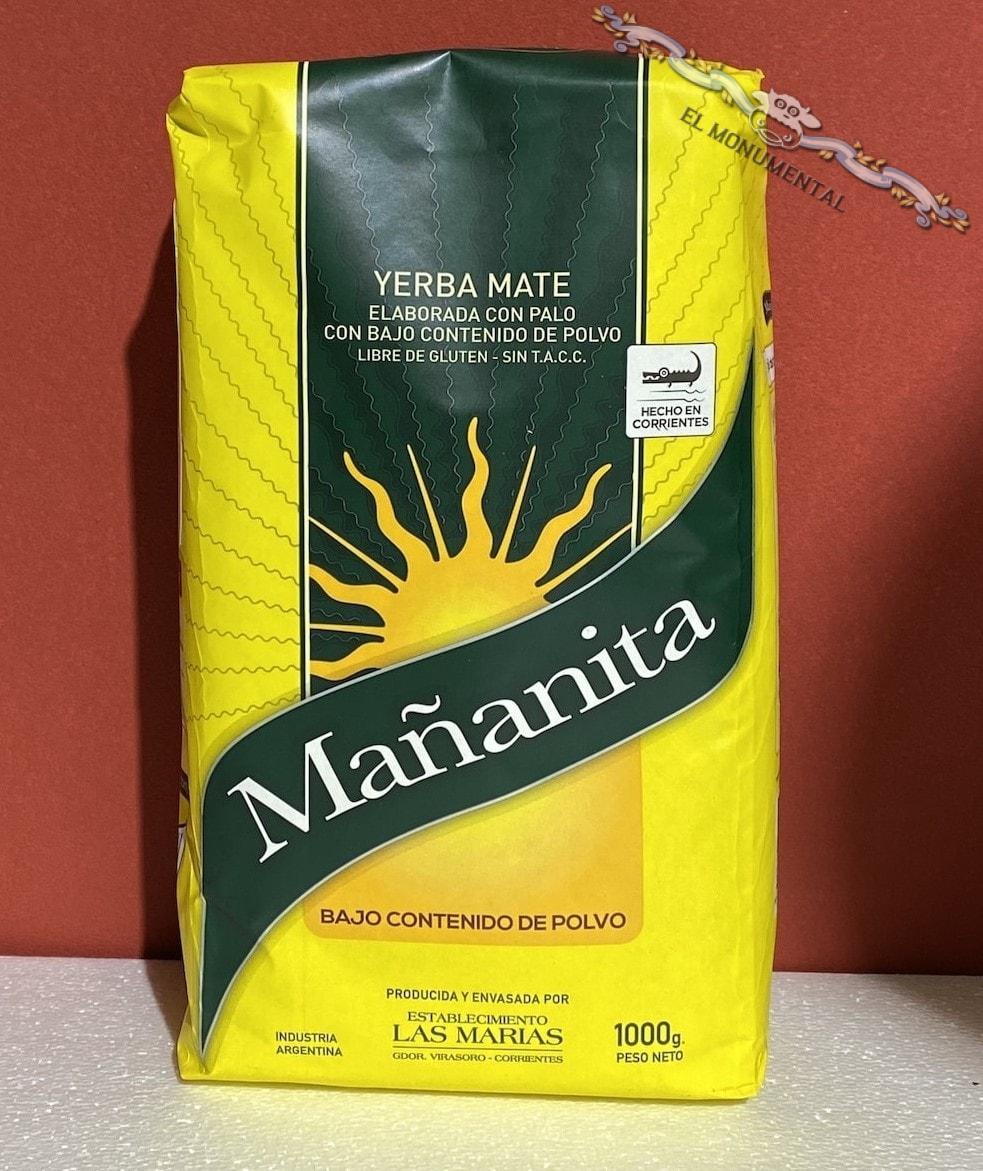 EL MONUMENTAL
YERBA MATE
ELABORADA CON PALO
CON BAJO CONTENIDO DE POLVO
LIBRE DE GLUTEN - SIN T.A.C.C.
HECHO EN
CORRIENTES
Mañanita
BAJO CONTENIDO DE POLVO
PRODUCIDA Y ENVASADA POR
ESTABLECIMIENTO
LAS MARIAS
GDOR. VIRASORO - CORRIENTES
INDUSTRIA
ARGENTINA
1000g.
PESO NETO